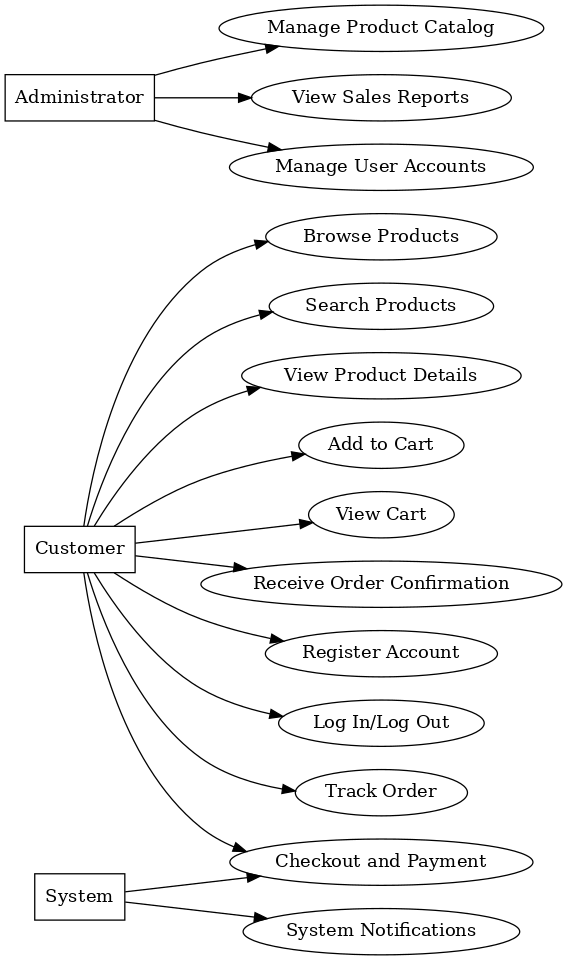 Manage Product Catalog
Administrator
View Sales Reports
Manage User Accounts
Browse Products
Search Products
View Product Details
Add to Cart
View Cart
Customer
Receive Order Confirmation
Register Account
Log In/Log Out
Track Order
Checkout and Payment
System
System Notifications